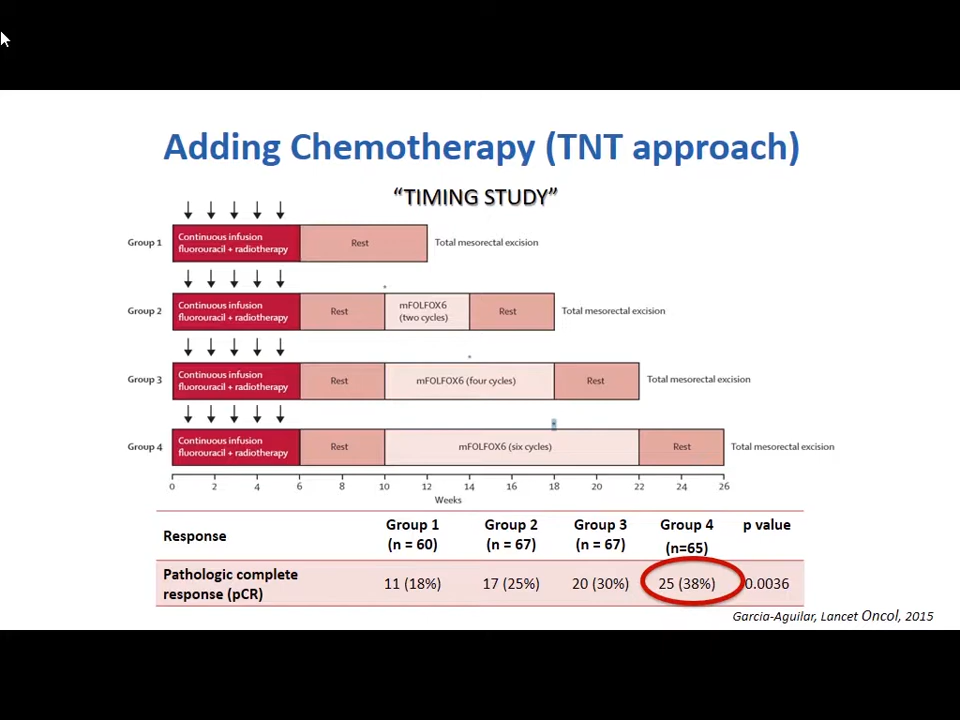 Adding Chemotherapy (TNT approach)
“TIMING STUDY”
Group 1
Continuous infusion
fluorouracil + radiotherapy
Rest
Total mesorectal excision
Group 2
Continuous infusion
fluorouracil + radiotherapy
Rest
mFOLFOX6
(two cycles)
Rest
Total mesorectal excision
Group 3
Continuous infusion
fluorouracil + radiotherapy
Rest
mFOLFOX6 (four cycles)
Rest
Total mesorectal excision
Group 4
Continuous infusion
fluorouracil + radiotherapy
Rest
mFOLFOX6 (six cycles)
Rest
Total mesorectal excision
0 2 4 6 8 10 12 14 16 18 20 22 24 26
Weeks
Response Group 1 (n = 60) Group 2 (n = 67) Group 3 (n = 67) Group 4 (n=65) p value
Pathologic complete response (pCR) 11 (18%) 17 (25%) 20 (30%) 25 (38%) 0.0036
Garcia-Aguilar, Lancet Oncol, 2015